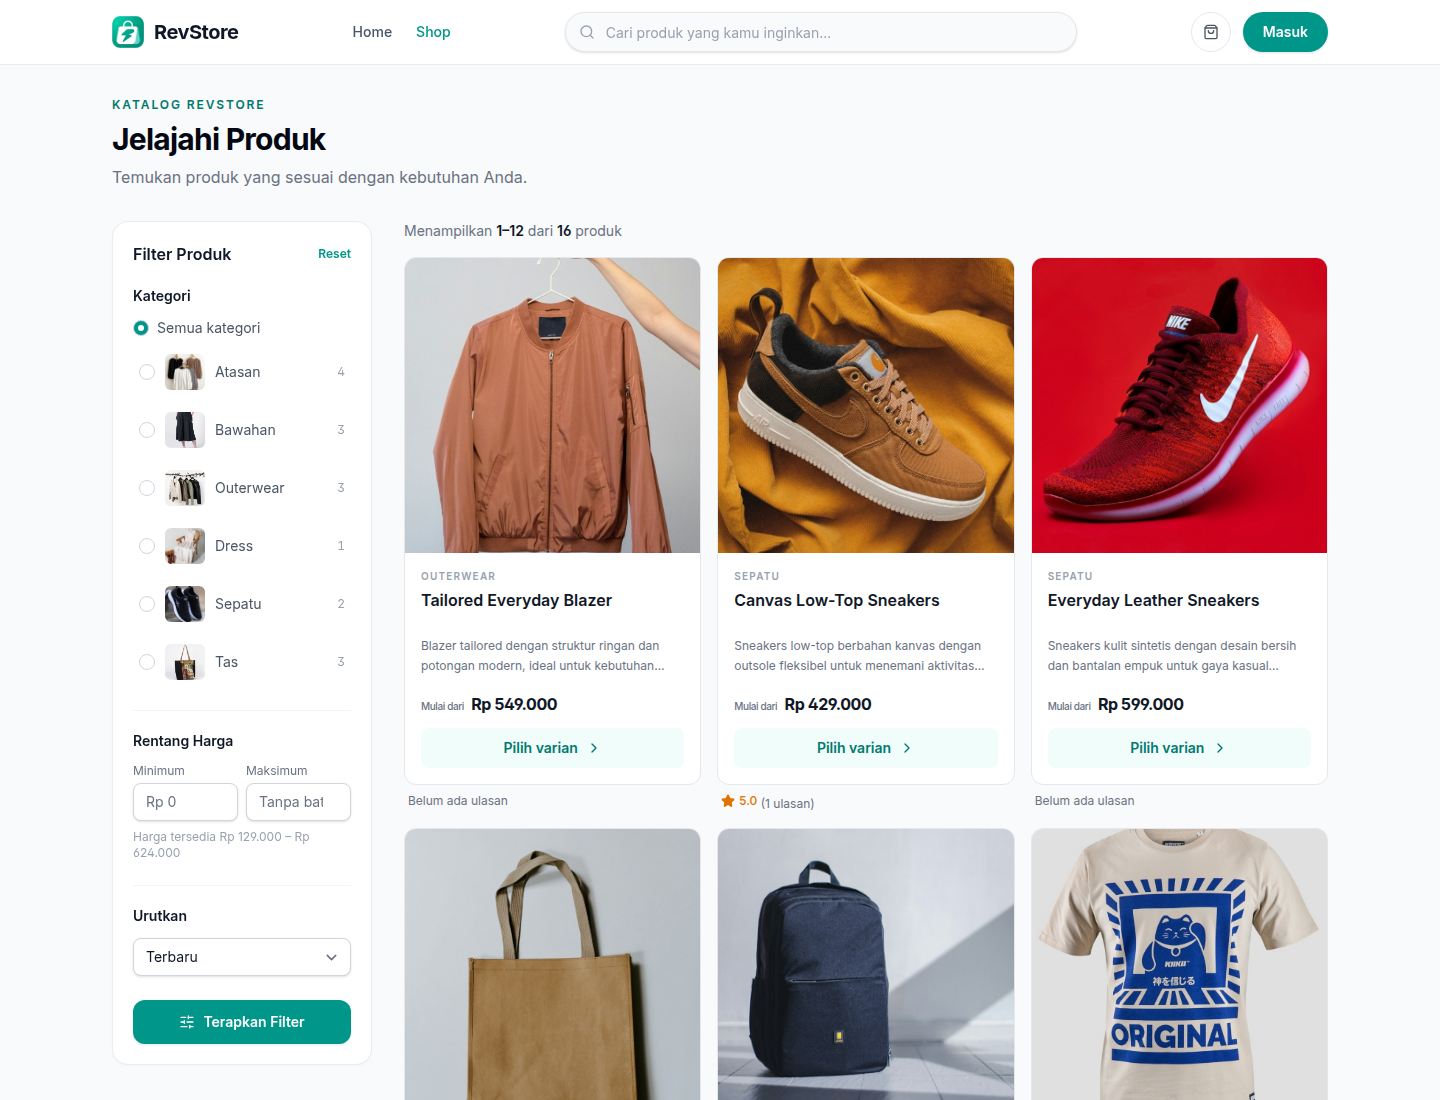 RevStore
Home
Shop
Cari produk yang kamu inginkan...
Masuk
KATALOG REVSTORE
Jelajahi Produk
Temukan produk yang sesuai dengan kebutuhan Anda.
Filter Produk
Reset
Kategori
Semua kategori
Atasan 4
Bawahan 3
Outerwear 3
Dress 1
Sepatu 2
Tas 3
Rentang Harga
Minimum
Maksimum
Rp 0
Tanpa bat
Harga tersedia Rp 129.000 – Rp
624.000
Urutkan
Terbaru
Terapkan Filter
Menampilkan 1–12 dari 16 produk
OUTERWEAR
Tailored Everyday Blazer
Blazer tailored dengan struktur ringan dan
potongan modern, ideal untuk kebutuhan...
Mulai dari Rp 549.000
Pilih varian
Belum ada ulasan
SEPATU
Canvas Low-Top Sneakers
Sneakers low-top berbahan kanvas dengan
outsole fleksibel untuk menemani aktivitas...
Mulai dari Rp 429.000
Pilih varian
5.0 (1 ulasan)
NIKE
SEPATU
Everyday Leather Sneakers
Sneakers kulit sintetis dengan desain bersih
dan bantalan empuk untuk gaya kasual...
Mulai dari Rp 599.000
Pilih varian
Belum ada ulasan
KIIKII
神を信じる
ORIGINAL